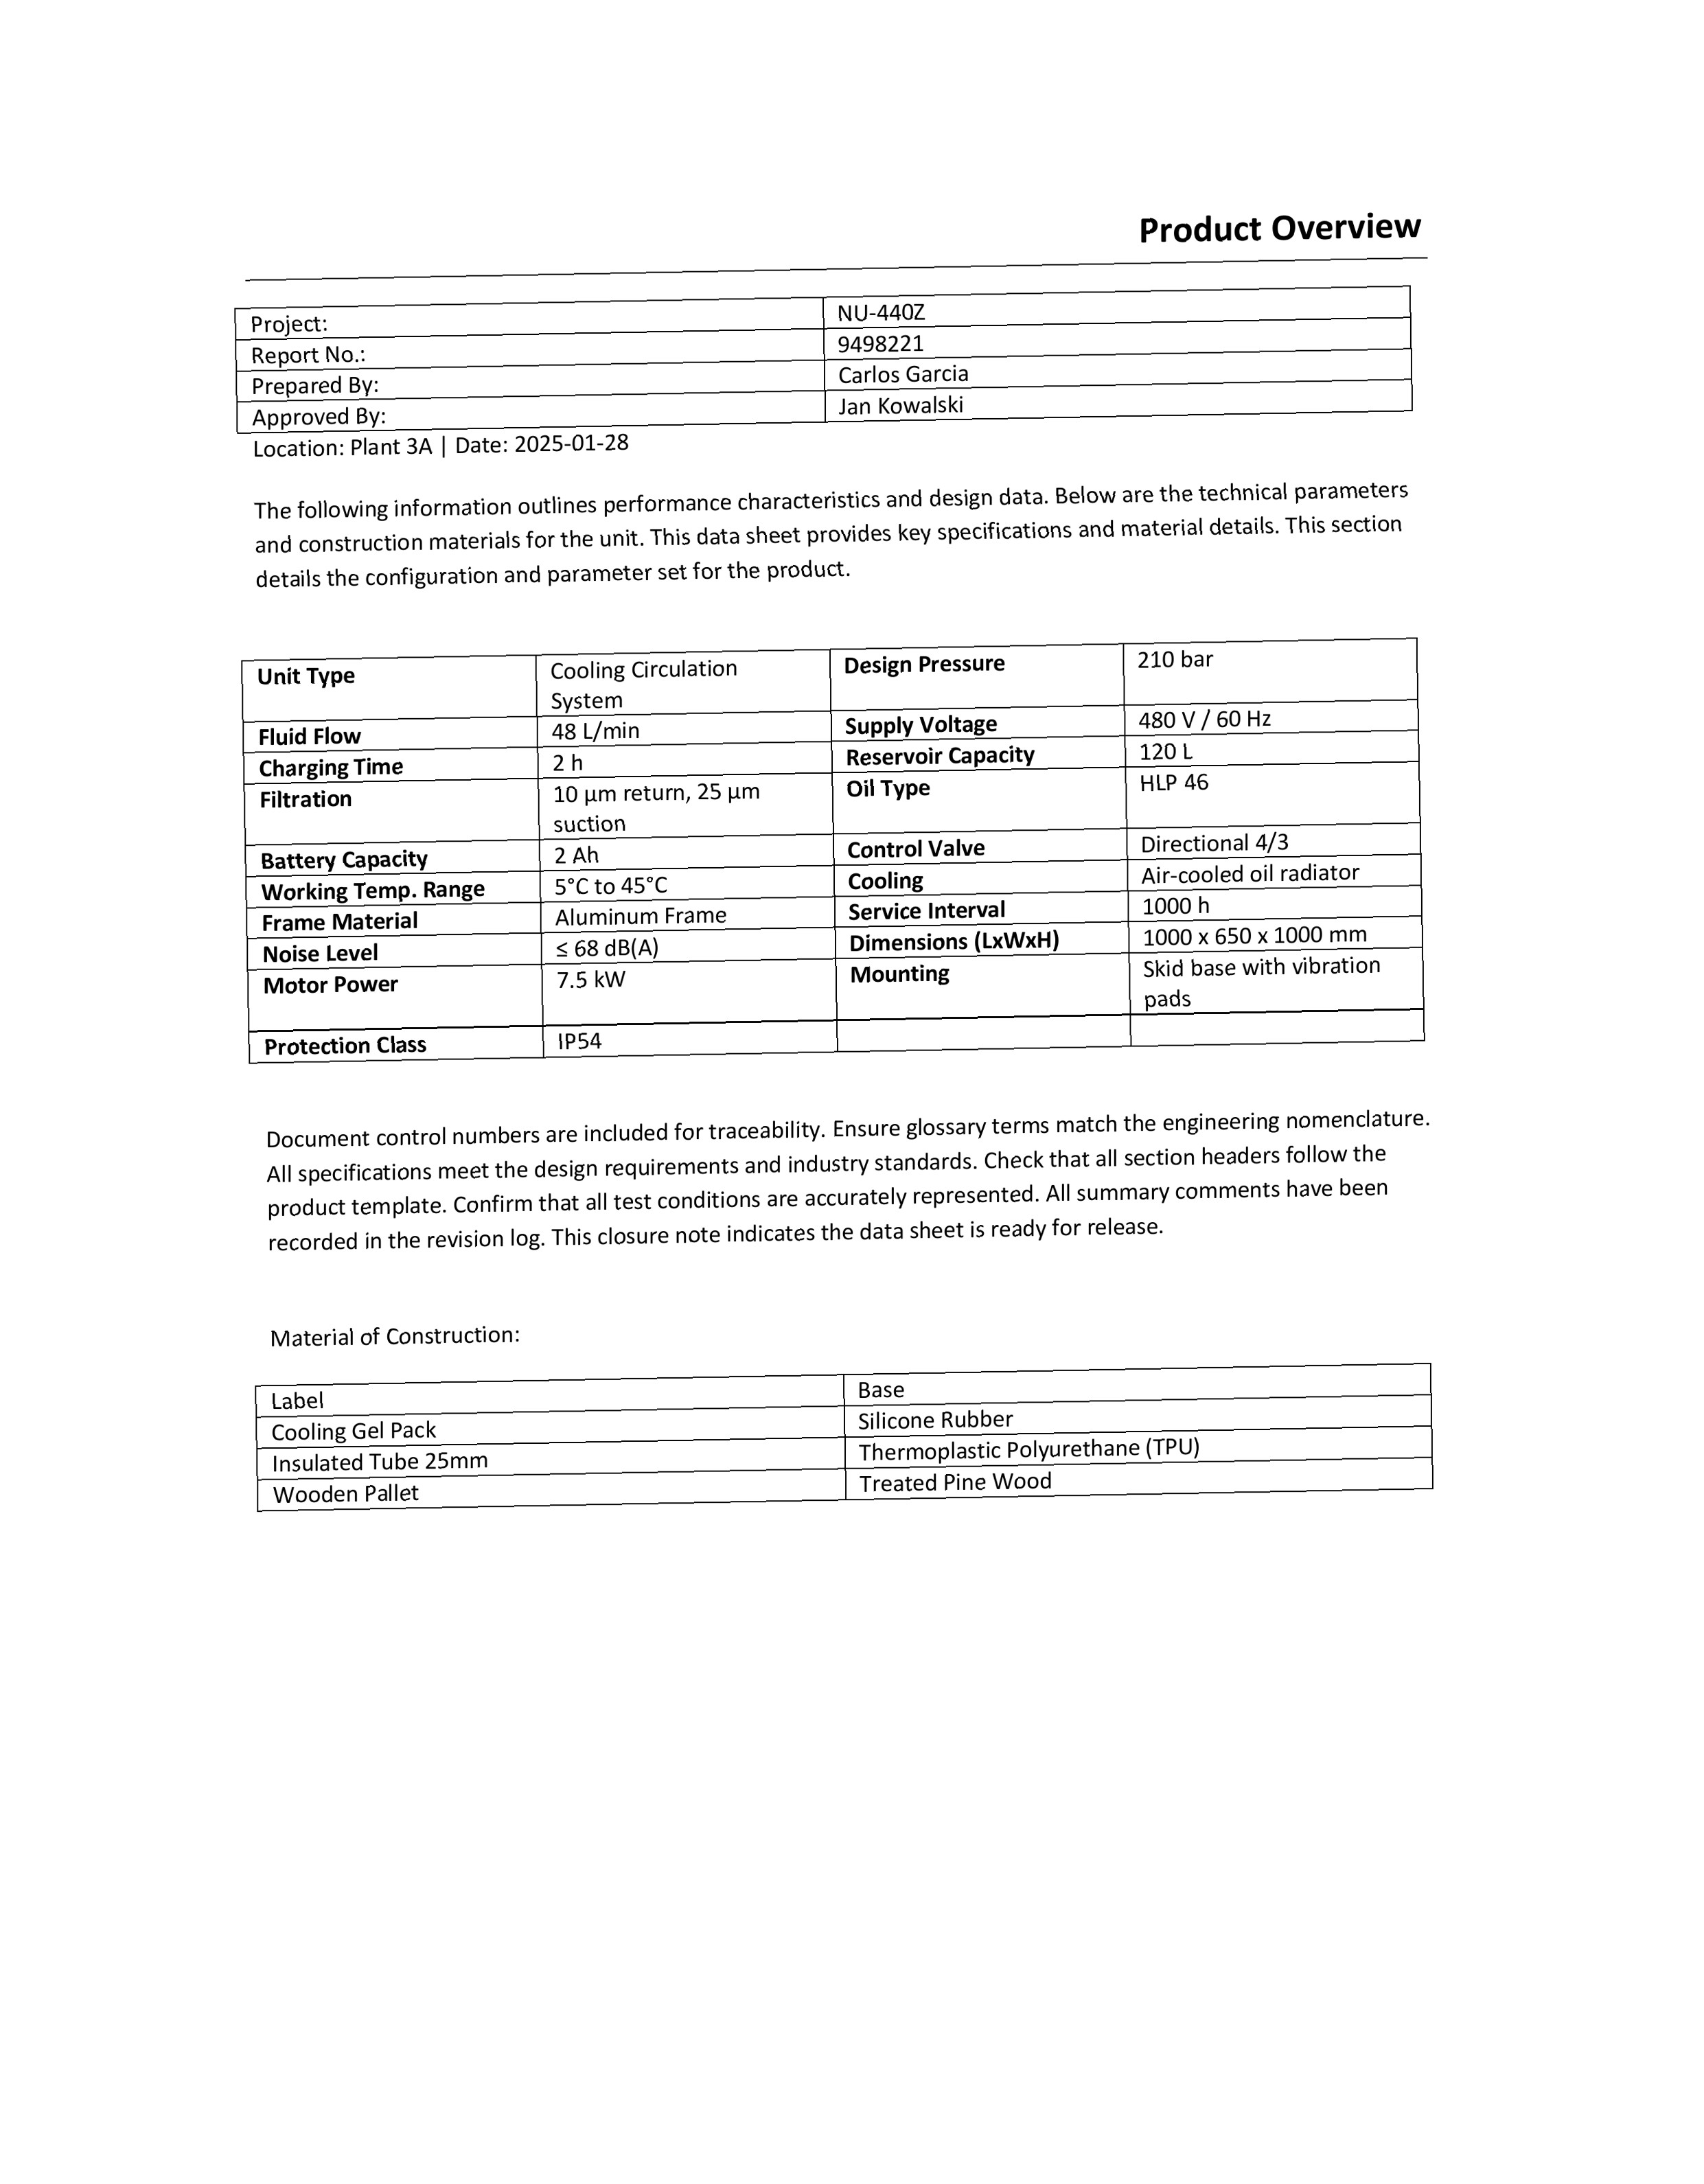 Product Overview
Project: NU-440Z
Report No.: 9498221
Prepared By: Carlos Garcia
Approved By: Jan Kowalski
Location: Plant 3A | Date: 2025-01-28
The following information outlines performance characteristics and design data. Below are the technical parameters
and construction materials for the unit. This data sheet provides key specifications and material details. This section
details the configuration and parameter set for the product.
Unit Type Cooling Circulation System Design Pressure 210 bar
Fluid Flow 48 L/min Supply Voltage 480 V / 60 Hz
Charging Time 2 h Reservoir Capacity 120 L
Filtration 10 µm return, 25 µm suction Oil Type HLP 46
Battery Capacity 2 Ah Control Valve Directional 4/3
Working Temp. Range 5°C to 45°C Cooling Air-cooled oil radiator
Frame Material Aluminum Frame Service Interval 1000 h
Noise Level ≤ 68 dB(A) Dimensions (LxWxH) 1000 x 650 x 1000 mm
Motor Power 7.5 kW Mounting Skid base with vibration pads
Protection Class IP54
Document control numbers are included for traceability. Ensure glossary terms match the engineering nomenclature.
All specifications meet the design requirements and industry standards. Check that all section headers follow the
product template. Confirm that all test conditions are accurately represented. All summary comments have been
recorded in the revision log. This closure note indicates the data sheet is ready for release.
Material of Construction:
Label Base
Cooling Gel Pack Silicone Rubber
Insulated Tube 25mm Thermoplastic Polyurethane (TPU)
Wooden Pallet Treated Pine Wood